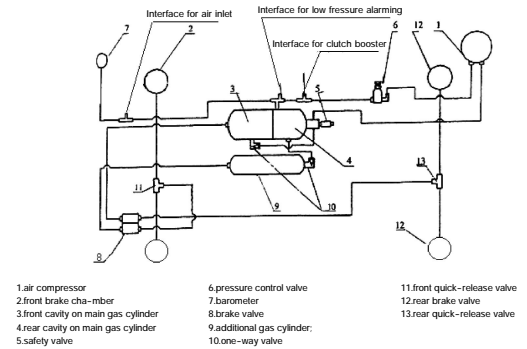 Interface for air inlet
Interface for low pressure alarming
Interface for clutch booster
7
2
6
12
1
3
5
4
11
13
9
10
8
12
1.air compressor
2.front brake cha-mber
3.front cavity on main gas cylinder
4.rear cavity on main gas cylinder
5.safety valve
6.pressure control valve
7.barometer
8.brake valve
9.additional gas cylinder;
10.one-way valve
11.front quick-release valve
12.rear brake valve
13.rear quick-release valve